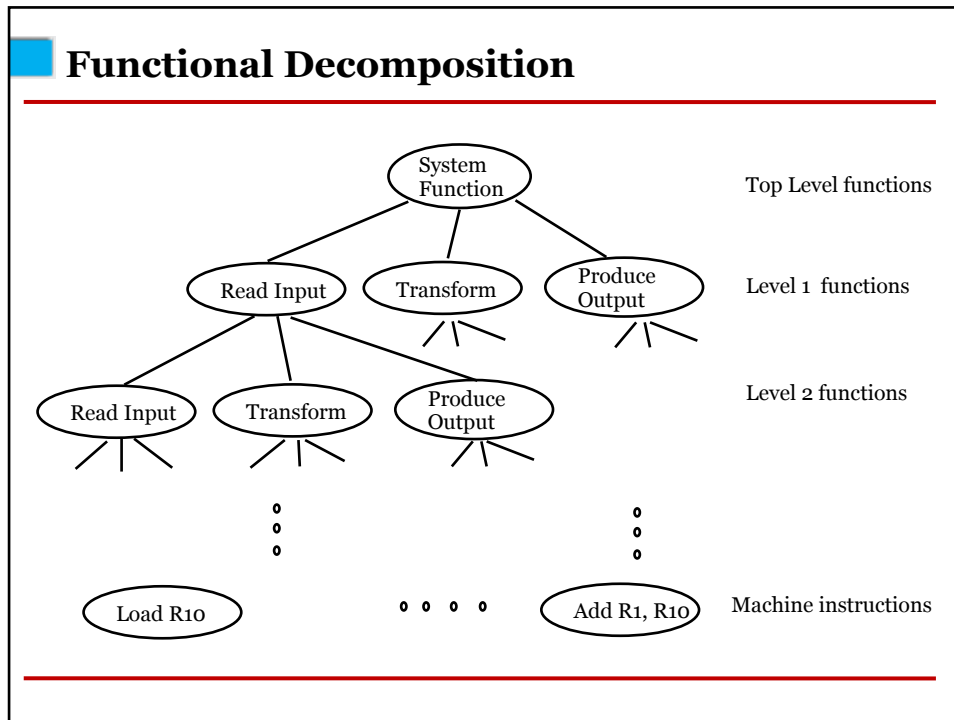 Functional Decomposition
System
Function
Top Level functions
Read Input
Transform
Produce
Output
Level 1 functions
Read Input
Transform
Produce
Output
Level 2 functions
Load R10
Add R1, R10
Machine instructions